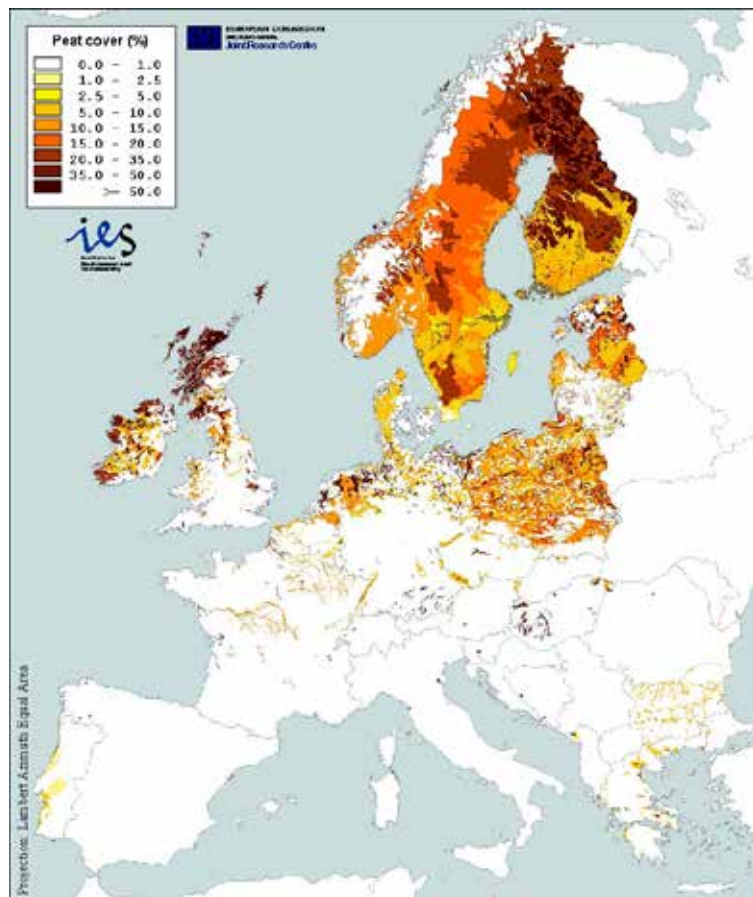 Peat cover (%)
0.0 - 1.0
1.0 - 2.5
2.5 - 5.0
5.0 - 10.0
10.0 - 15.0
15.0 - 20.0
20.0 - 35.0
35.0 - 50.0
>= 50.0
EUROPEAN COMMISSION
Joint Research Centre
ies
Projection: Lambert Azimuth Equal Area